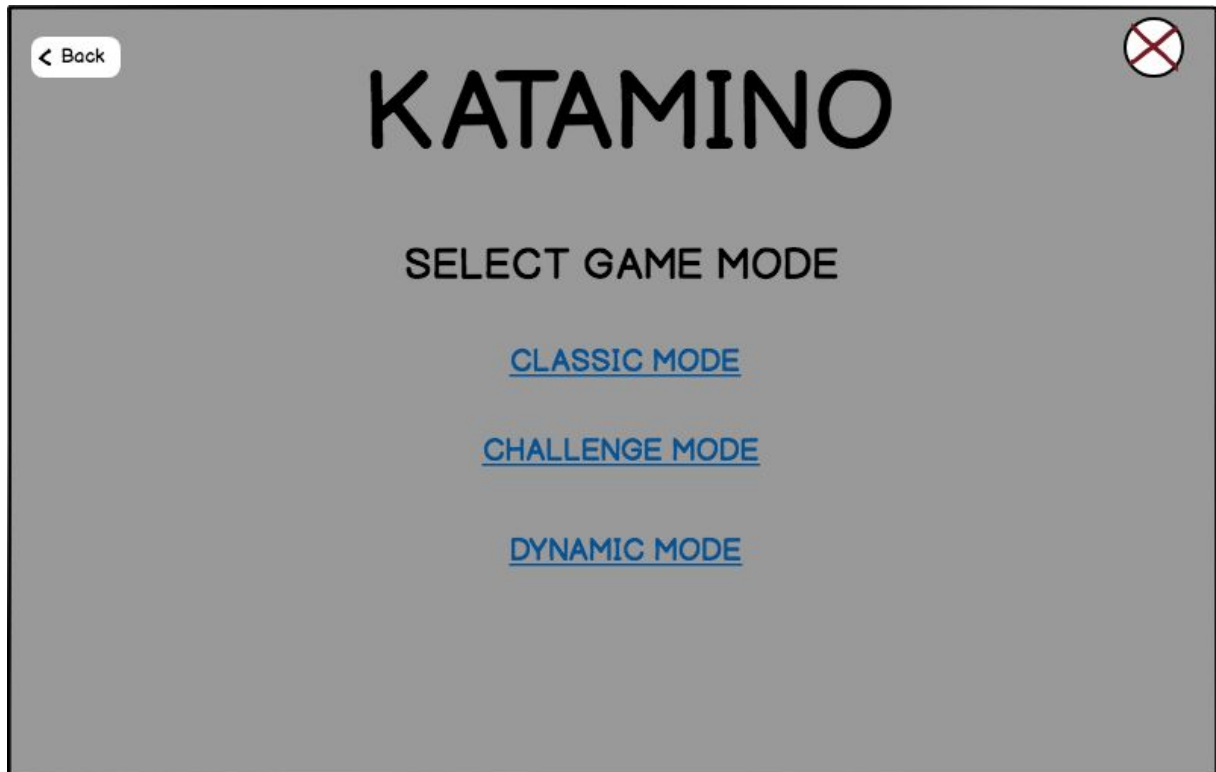 < Back
KATAMINO
SELECT GAME MODE
CLASSIC MODE
CHALLENGE MODE
DYNAMIC MODE